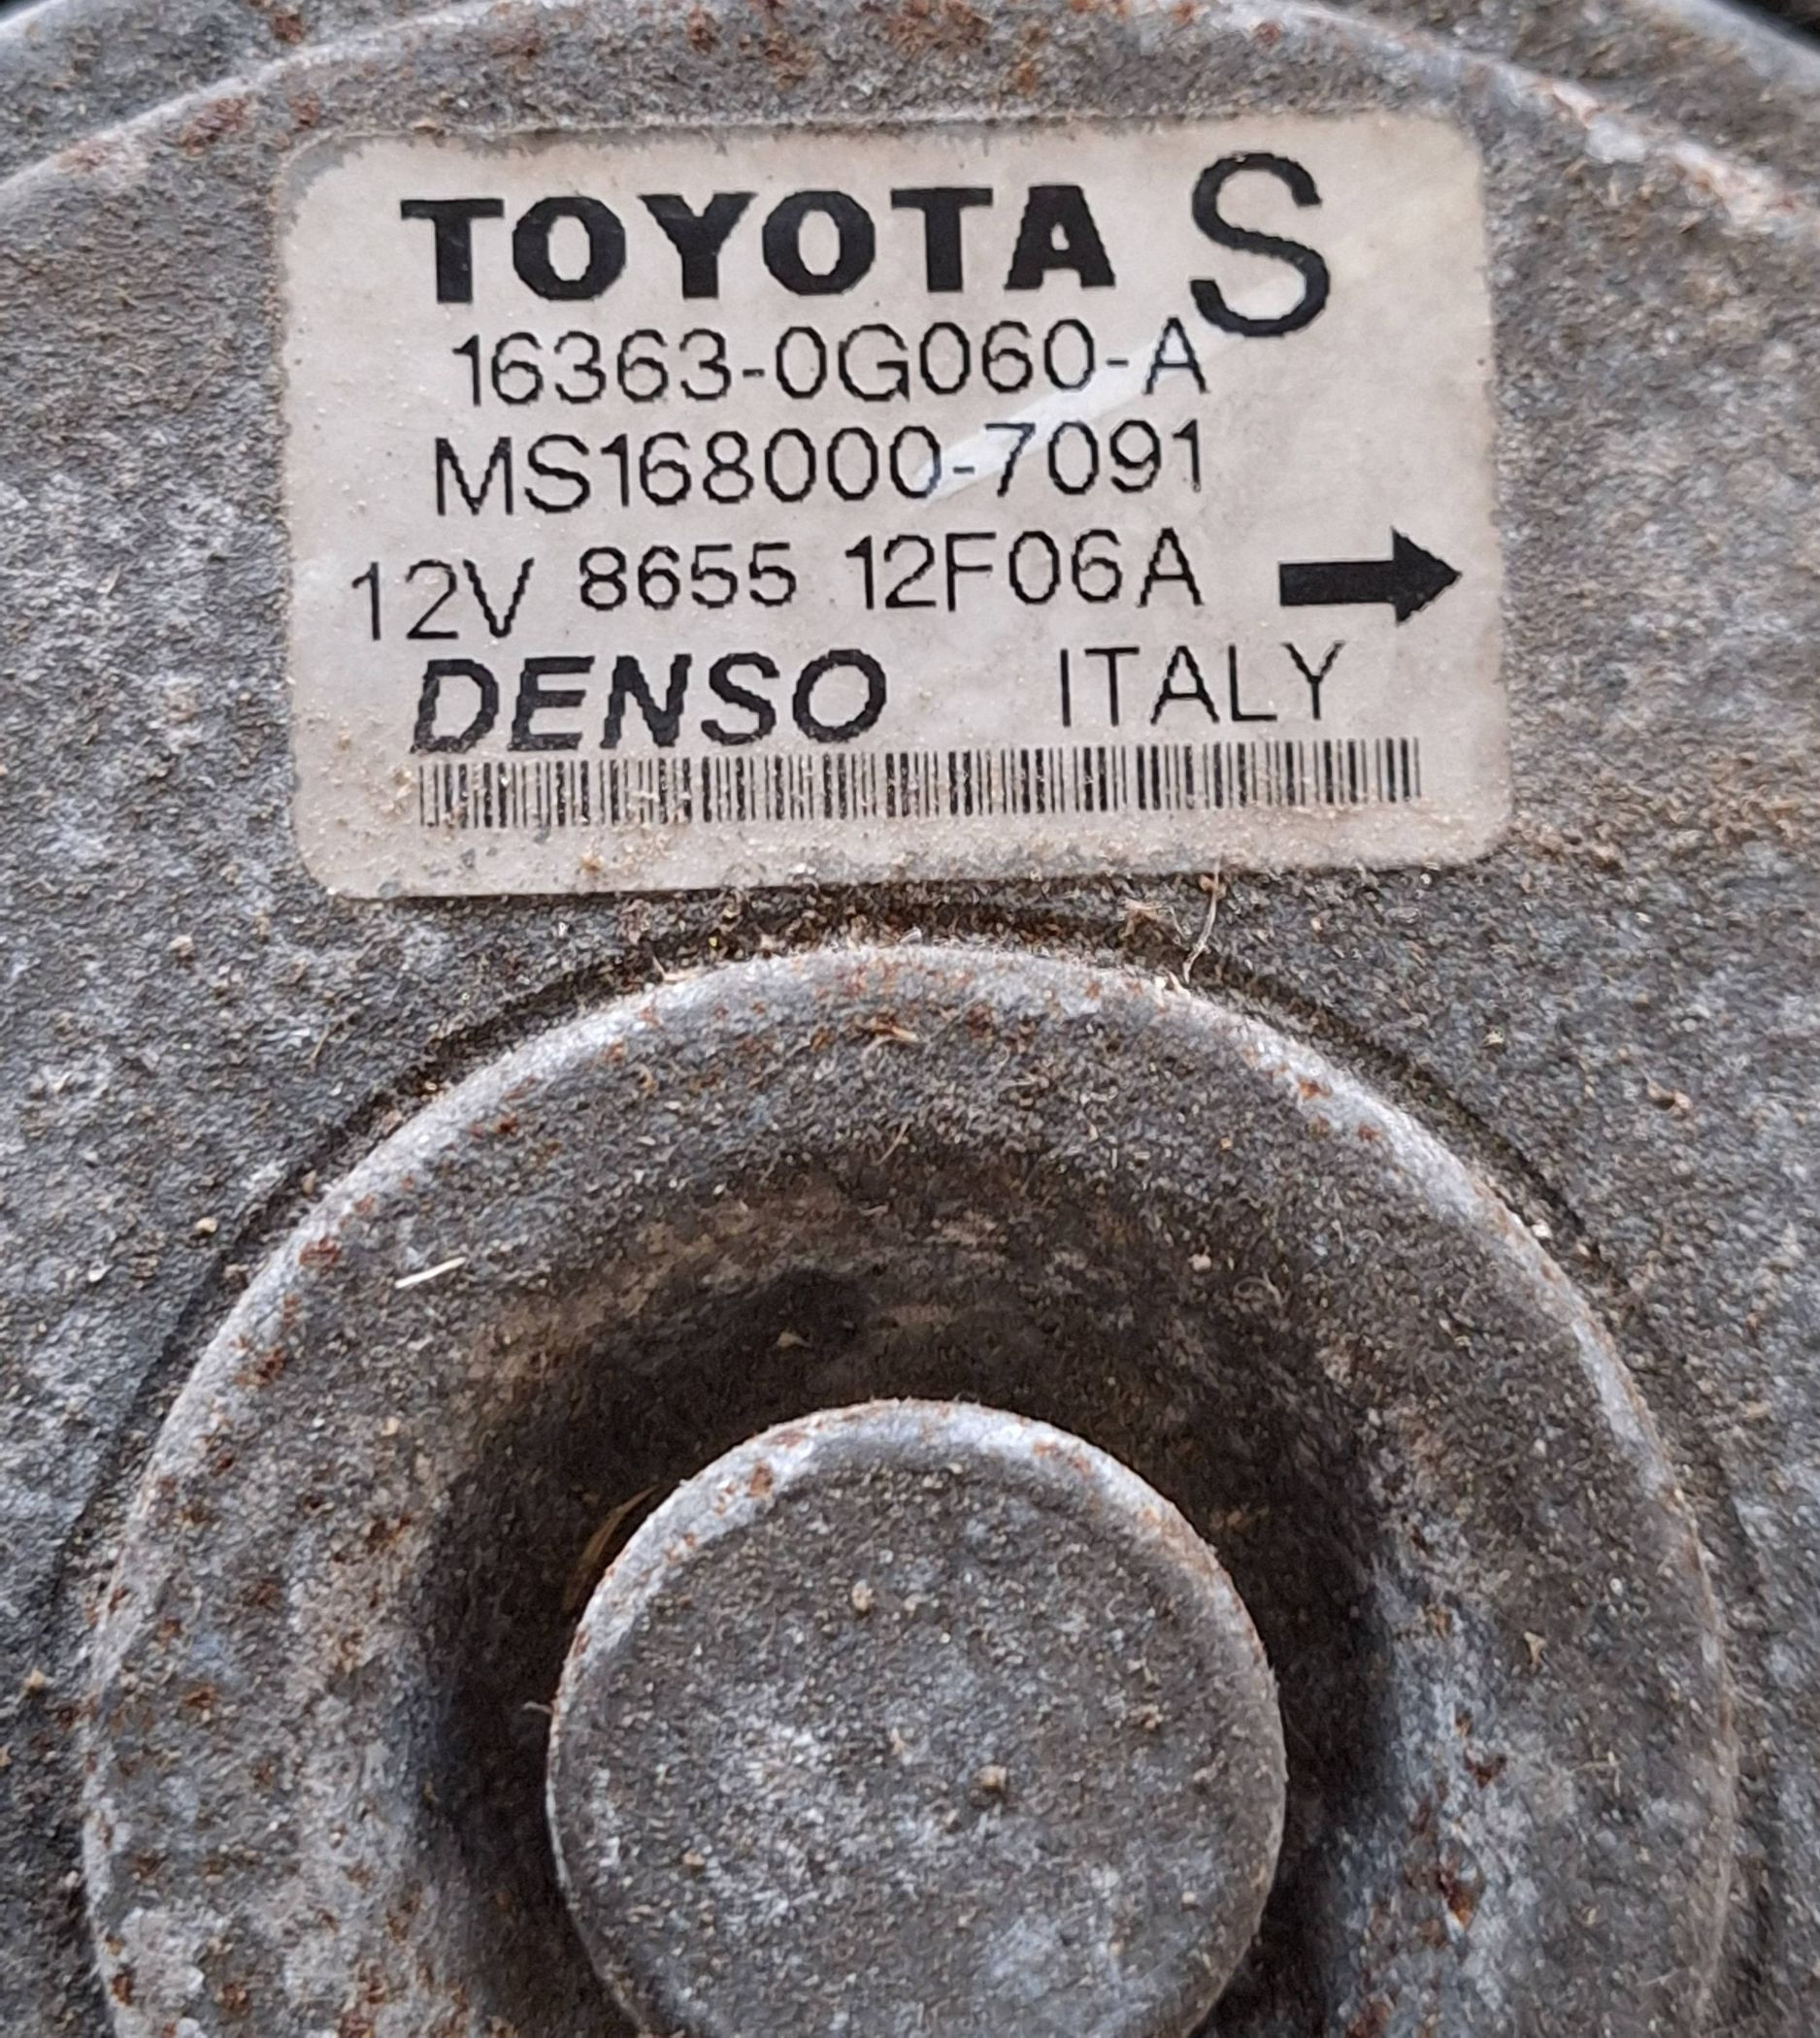 TOYOTA S
16363-0G060-A
MS168000-7091
12V 8655 12F06A
DENSO ITALY